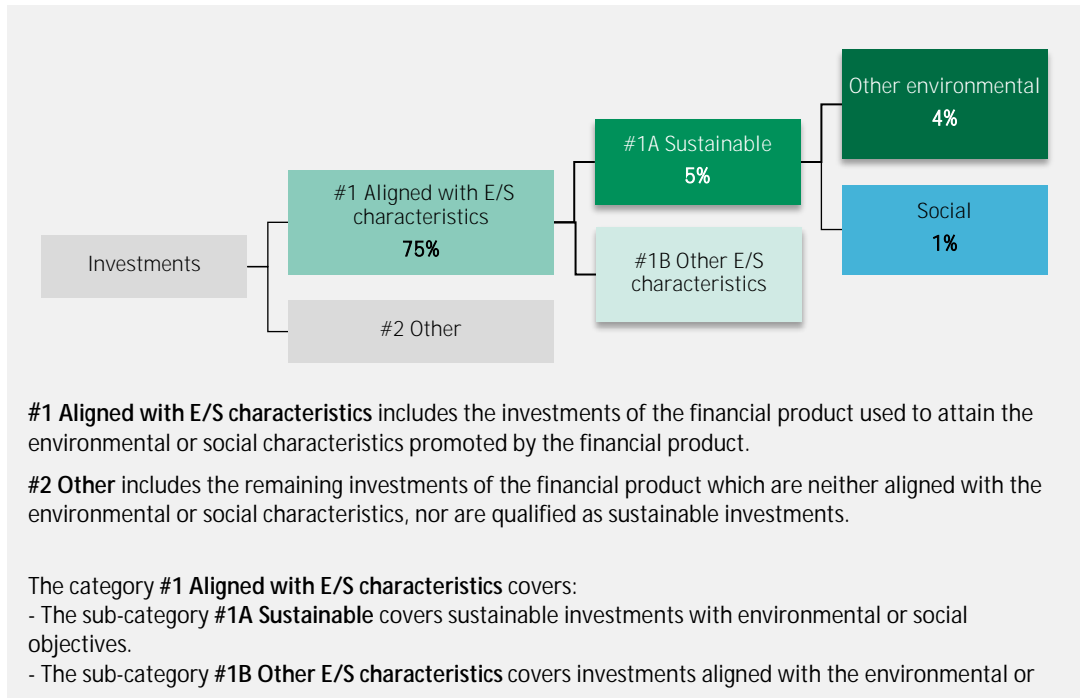 Investments
#1 Aligned with E/S
characteristics
75%
#2 Other
#1A Sustainable
5%
#1B Other E/S
characteristics
Other environmental
4%
Social
1%
#1 Aligned with E/S characteristics includes the investments of the financial product used to attain the
environmental or social characteristics promoted by the financial product.
#2 Other includes the remaining investments of the financial product which are neither aligned with the
environmental or social characteristics, nor are qualified as sustainable investments.
The category #1 Aligned with E/S characteristics covers:
- The sub-category #1A Sustainable covers sustainable investments with environmental or social
objectives.
- The sub-category #1B Other E/S characteristics covers investments aligned with the environmental or